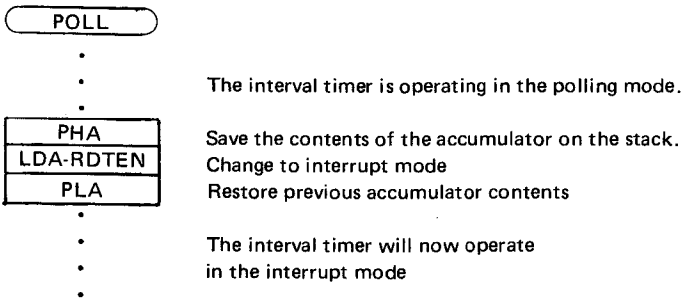 POLL
The interval timer is operating in the polling mode.
PHA Save the contents of the accumulator on the stack.
LDA-RDTEN Change to interrupt mode
PLA Restore previous accumulator contents
The interval timer will now operate
in the interrupt mode